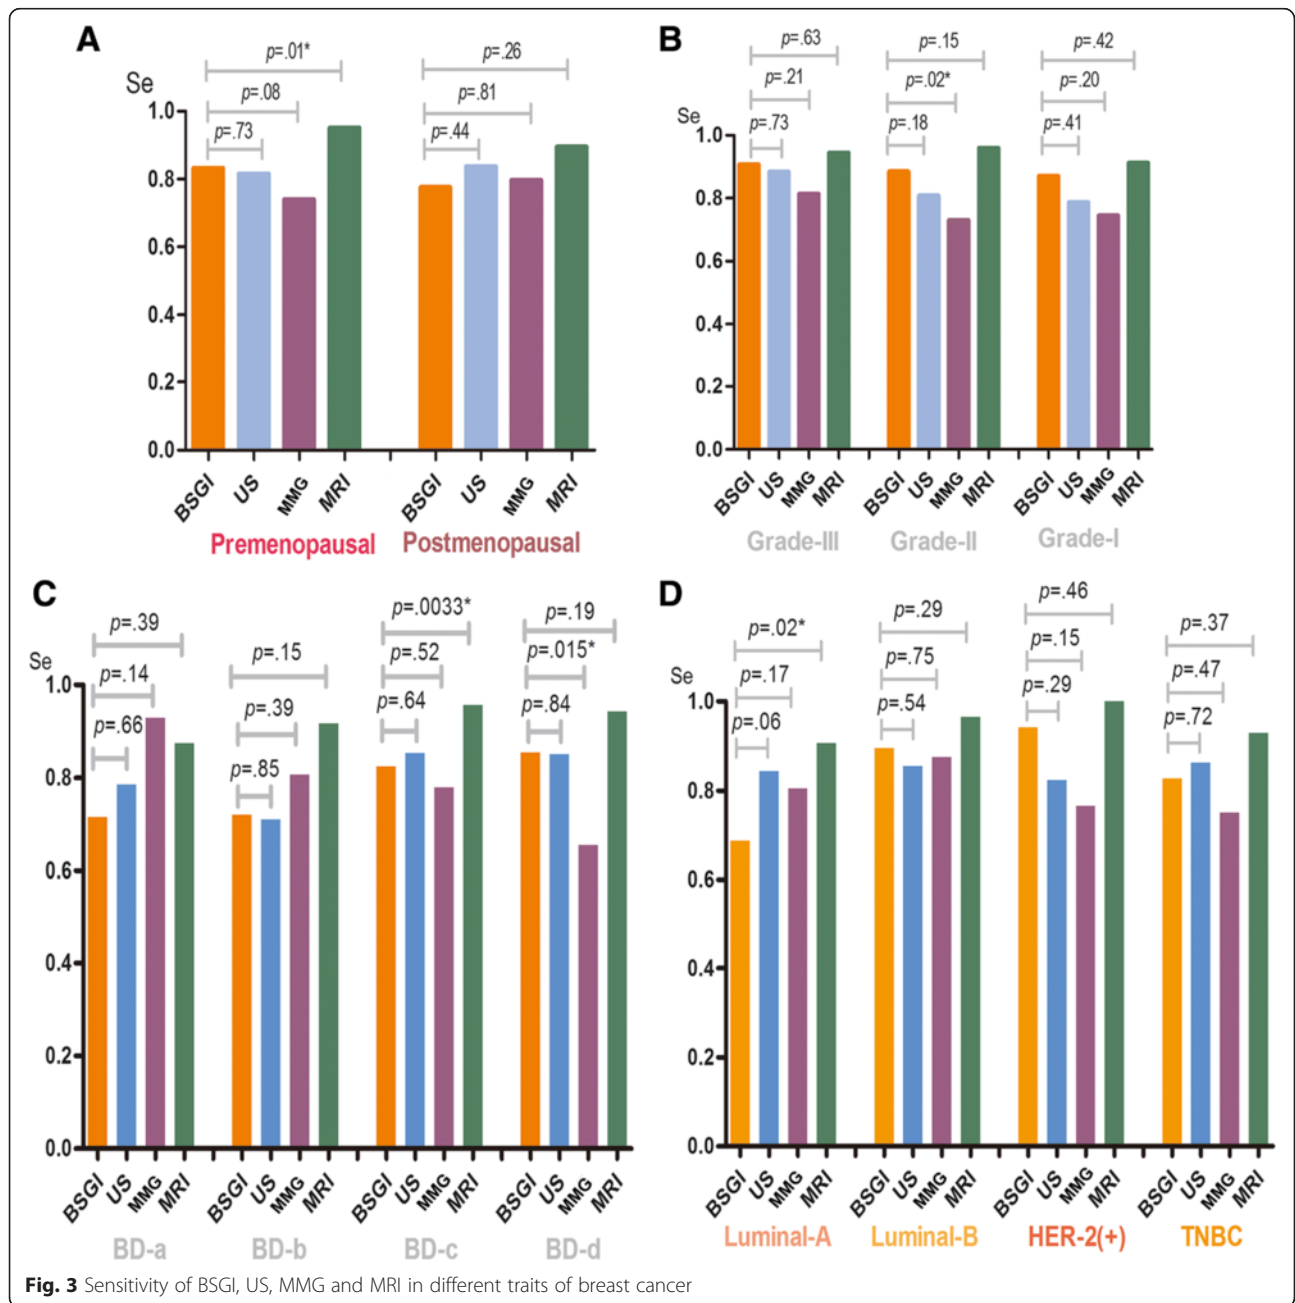 A
p=.01*
p=.26
Se
p=.08
p=.81
p=.73
p=.44
1.0
0.8
0.6
0.4
0.2
0.0
BSGI US MMG MRI BSGI US MMG MRI
Premenopausal Postmenopausal
B
p=.63 p=.15 p=.42
p=.21 p=.02* p=.20
Se
p=.73 p=.18 p=.41
1.0
0.8
0.6
0.4
0.2
0.0
BSGI US MMG MRI BSGI US MMG MRI BSGI US MMG MRI
Grade-III Grade-II Grade-I
C
p=.39 p=.15 p=.0033* p=.19
Se
p=.14 p=.39 p=.52 p=.015*
p=.66 p=.85 p=.64 p=.84
1.0
0.8
0.6
0.4
0.2
0.0
BSGI US MMG MRI BSGI US MMG MRI BSGI US MMG MRI BSGI US MMG MRI
BD-a BD-b BD-c BD-d
D
p=.02* p=.29 p=.46 p=.37
Se
p=.17 p=.75 p=.15 p=.47
p=.06 p=.54 p=.29 p=.72
1.0
0.8
0.6
0.4
0.2
0.0
BSGI US MMG MRI BSGI US MMG MRI BSGI US MMG MRI BSGI US MMG MRI
Luminal-A Luminal-B HER-2(+) TNBC
Fig. 3 Sensitivity of BSGI, US, MMG and MRI in different traits of breast cancer